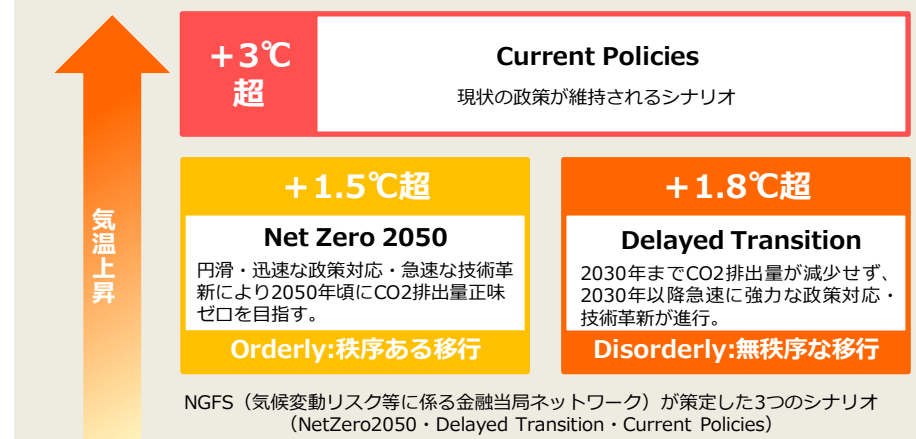 +3℃
超
Current Policies
現状の政策が維持されるシナリオ
気温上昇
+1.5℃超
Net Zero 2050
円滑・迅速な政策対応・急速な技術革
新により2050年頃にCO2排出量正味
ゼロを目指す。
Orderly:秩序ある移行
+1.8℃超
Delayed Transition
2030年までCO2排出量が減少せず、
2030年以降急速に強力な政策対応・
技術革新が進行。
Disorderly:無秩序な移行
NGFS（気候変動リスク等に係る金融当局ネットワーク）が策定した3つのシナリオ
（NetZero2050・Delayed Transition・Current Policies）